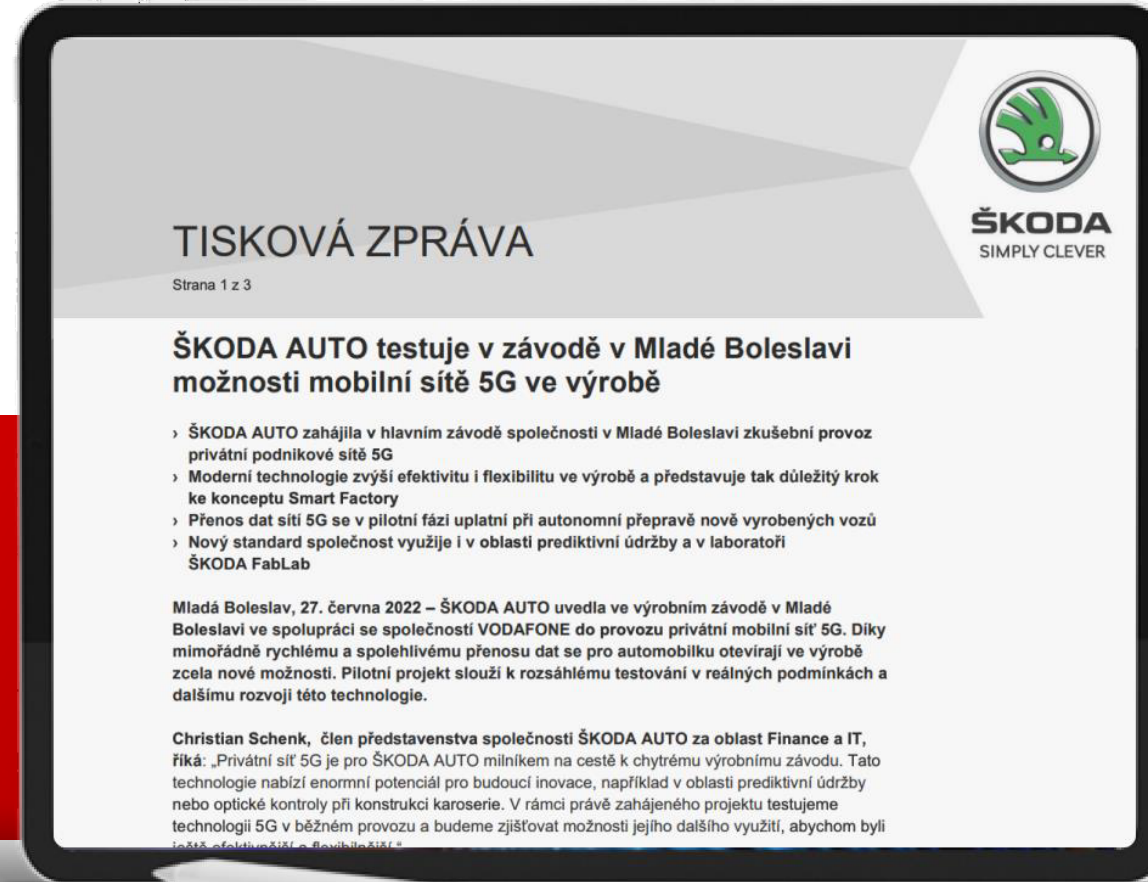 ŠKODA
SIMPLY CLEVER
TISKOVÁ ZPRÁVA
Strana 1 z 3
ŠKODA AUTO testuje v závodě v Mladé Boleslavi
možnosti mobilní sítě 5G ve výrobě
› ŠKODA AUTO zahájila v hlavním závodě společnosti v Mladé Boleslavi zkušební provoz
privátní podnikové sítě 5G
› Moderní technologie zvýší efektivitu i flexibilitu ve výrobě a představuje tak důležitý krok
ke konceptu Smart Factory
› Přenos dat sítí 5G se v pilotní fázi uplatní při autonomní přepravě nově vyrobených vozů
› Nový standard společnost využije i v oblasti prediktivní údržby a v laboratoři
ŠKODA FabLab
Mladá Boleslav, 27. června 2022 – ŠKODA AUTO uvedla ve výrobním závodě v Mladé
Boleslavi ve spolupráci se společností VODAFONE do provozu privátní mobilní síť 5G. Díky
mimořádně rychlému a spolehlivému přenosu dat se pro automobilku otevírají ve výrobě
zcela nové možnosti. Pilotní projekt slouží k rozsáhlému testování v reálných podmínkách a
dalšímu rozvoji této technologie.
Christian Schenk, člen představenstva společnosti ŠKODA AUTO za oblast Finance a IT,
říká: „Privátní síť 5G je pro ŠKODA AUTO milníkem na cestě k chytrému výrobnímu závodu. Tato
technologie nabízí enormní potenciál pro budoucí inovace, například v oblasti prediktivní údržby
nebo optické kontroly při konstrukci karoserie. V rámci právě zahájeného projektu testujeme
technologii 5G v běžném provozu a budeme zjišťovat možnosti jejího dalšího využití, abychom byli
ještě efektivnější a flexibilnější.“